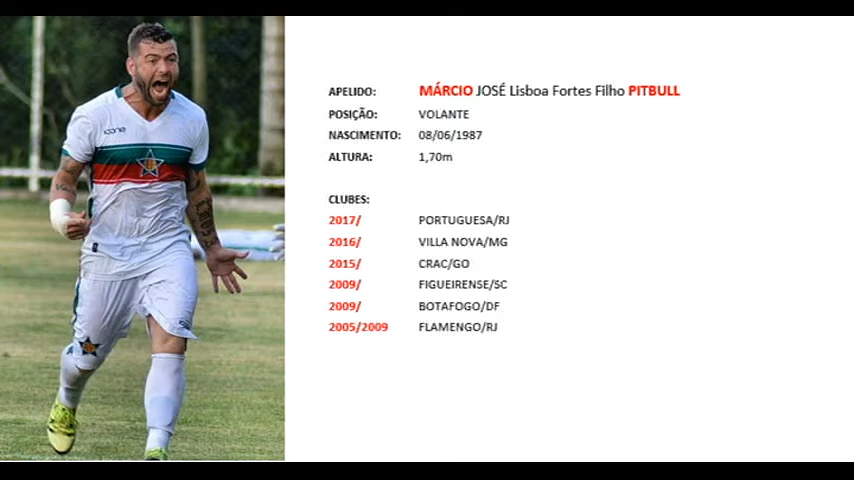 APELIDO: MÁRCIO JOSÉ Lisboa Fortes Filho PITBULL
POSIÇÃO: VOLANTE
NASCIMENTO: 08/06/1987
ALTURA: 1,70m
CLUBES:
2017/ PORTUGUESA/RJ
2016/ VILLA NOVA/MG
2015/ CRAC/GO
2009/ FIGUEIRENSE/SC
2009/ BOTAFOGO/DF
2005/2009 FLAMENGO/RJ
icone